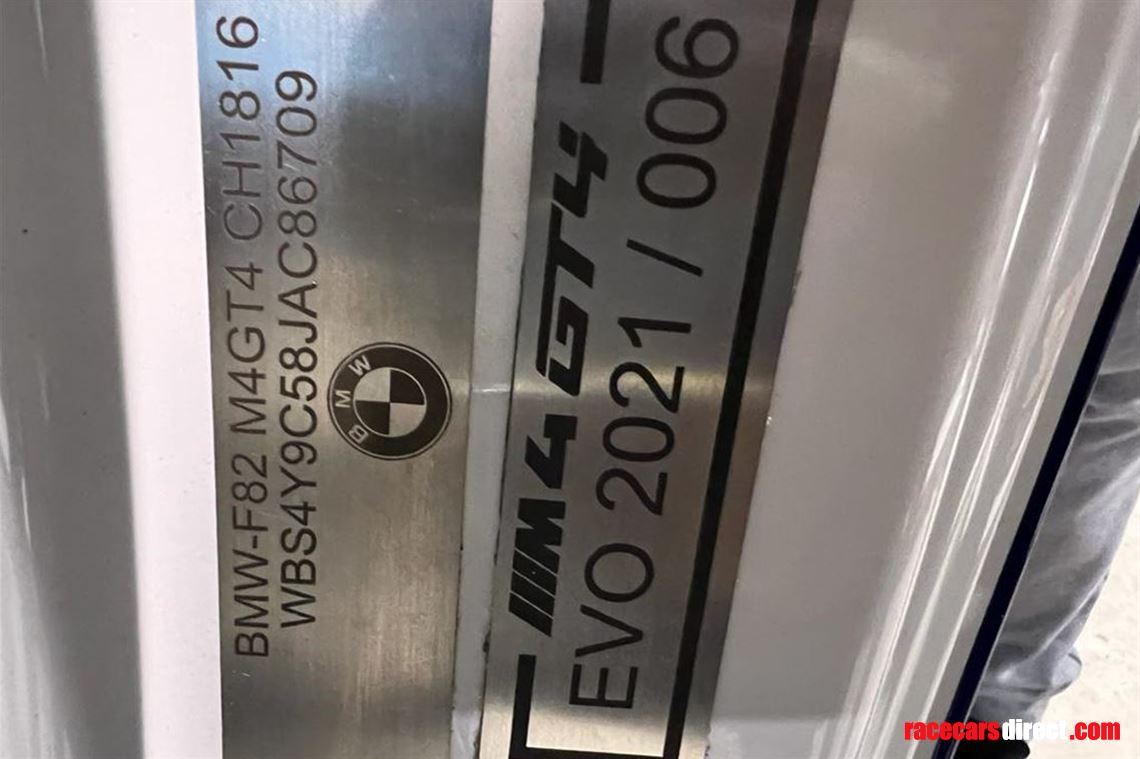 BMW-F82 M4GT4 CH1816
WBS4Y9C58JAC86709
BMW
M4 GT4
EVO 2021 / 006
racecarsdirect.com